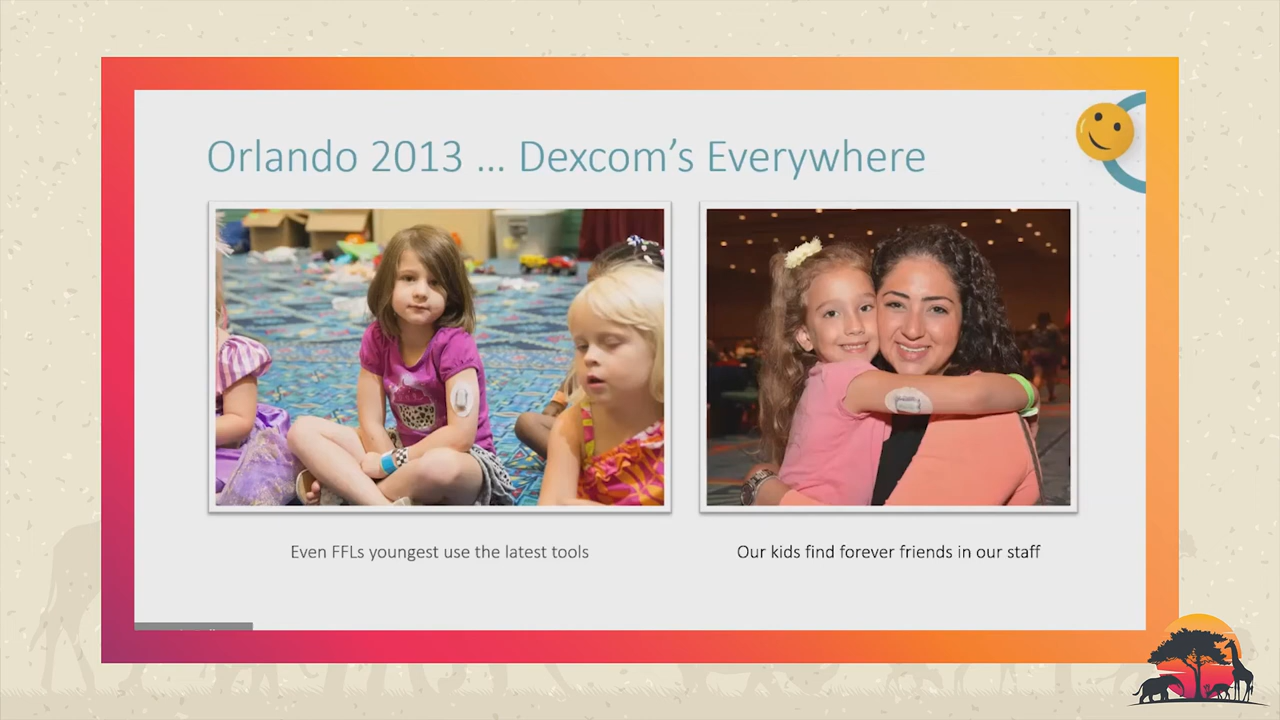 Orlando 2013 ... Dexcom's Everywhere
Even FFLs youngest use the latest tools
Our kids find forever friends in our staff